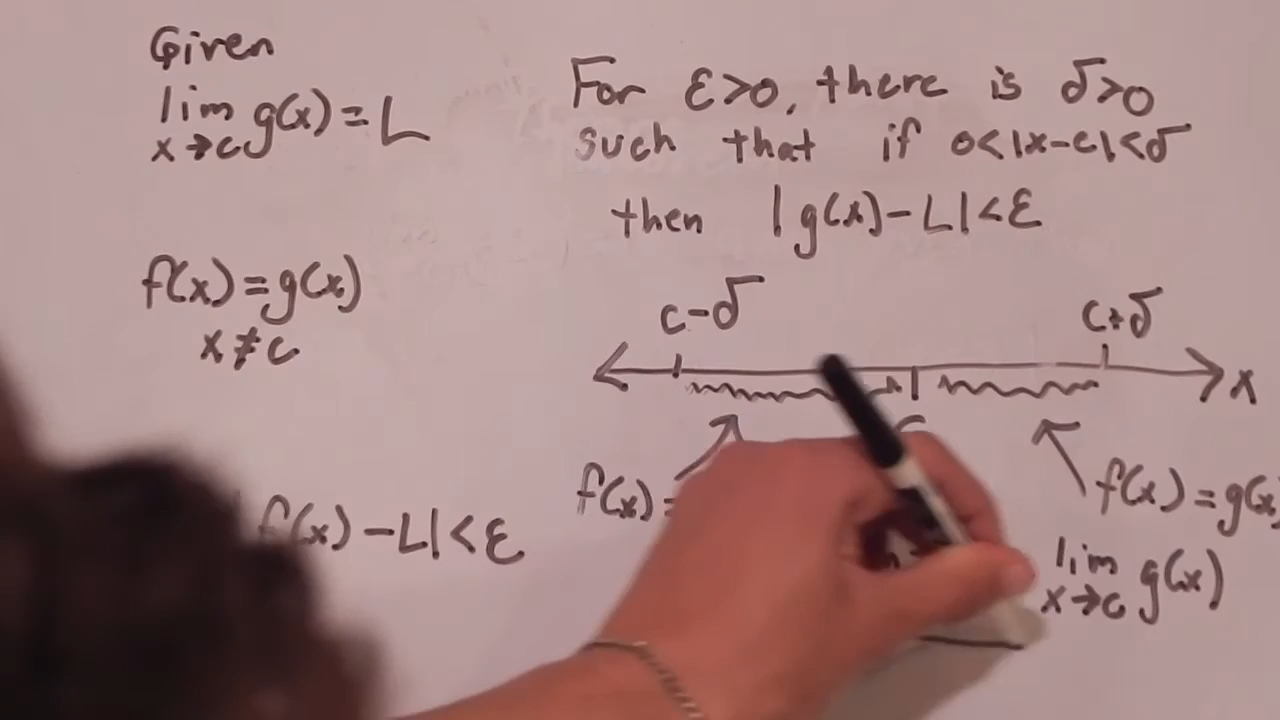 Given
lim g(x) = L
x→c
f(x) = g(x)
x ≠ c
f(x) - L| < ε
For ε>0, there is δ>0
such that if 0<|x-c|<δ
then |g(x)-L|<ε
c-δ
c+δ
x
f(x) =
f(x) = g(x)
lim g(x)
x→c